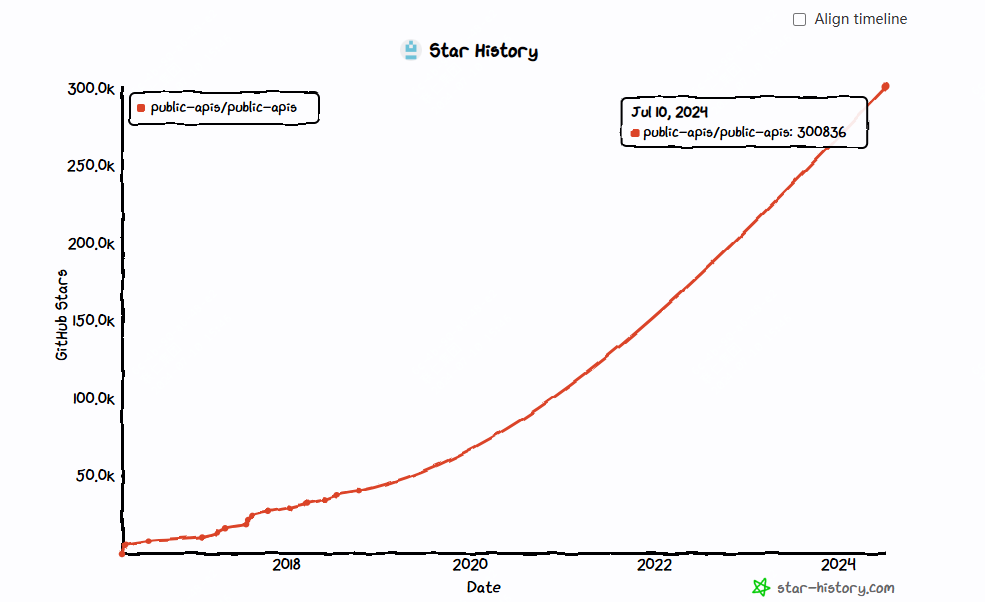 Align timeline
Star History
300.0k
public-apis/public-apis
Jul 10, 2024
public-apis/public-apis: 300836
250.0k
200.0k
150.0k
100.0k
50.0k
GitHub Stars
2018
2020
2022
2024
Date
star-history.com